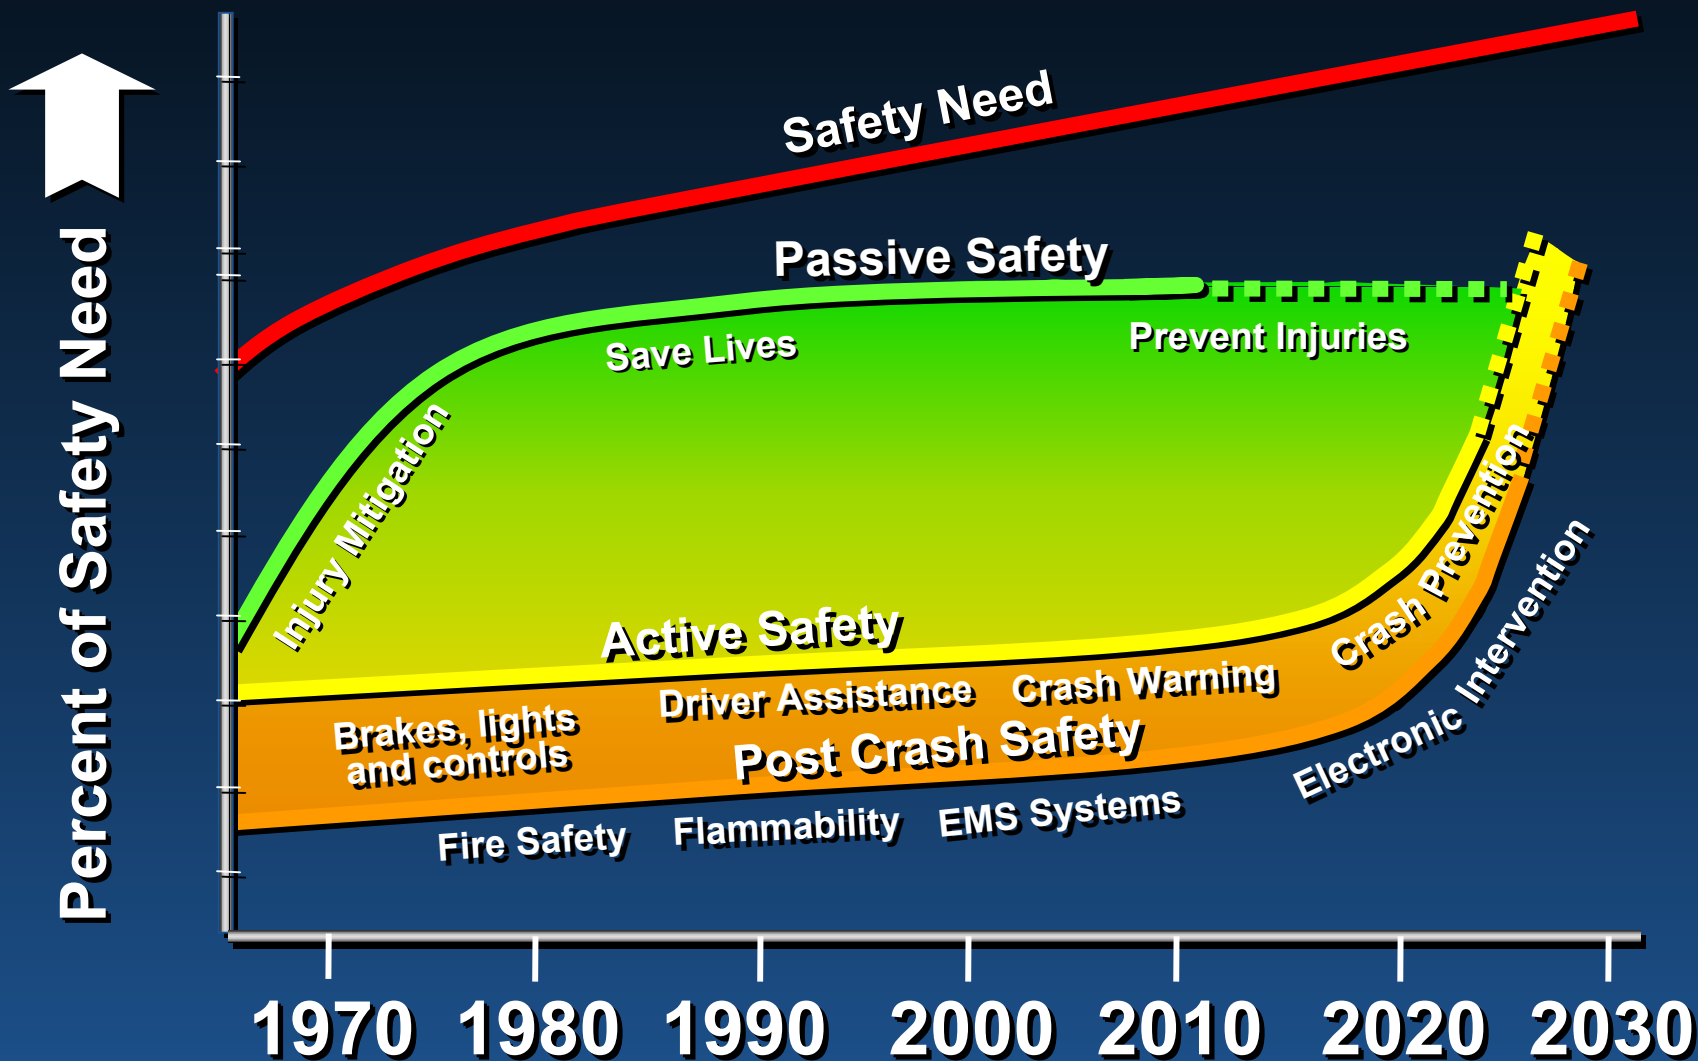 Percent of Safety Need
Safety Need
Passive Safety
Save Lives
Prevent Injuries
Injury Mitigation
Active Safety
Driver Assistance
Crash Warning
Crash Prevention
Brakes, lights
and controls
Post Crash Safety
Electronic Intervention
Fire Safety
Flammability
EMS Systems
1970 1980 1990 2000 2010 2020 2030